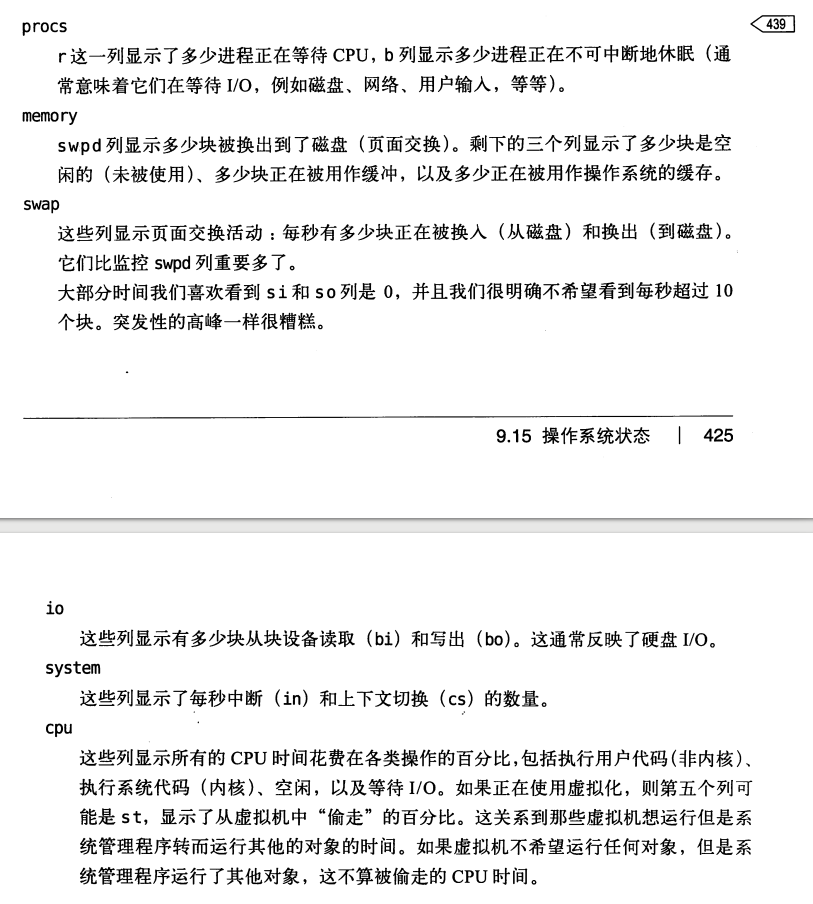 procs
439
r 这一列显示了多少进程正在等待 CPU，b 列显示多少进程正在不可中断地休眠（通
常意味着它们在等待 I/O，例如磁盘、网络、用户输入，等等）。
memory
swpd 列显示多少块被换出到了磁盘（页面交换）。剩下的三个列显示了多少块是空
闲的（未被使用）、多少块正在被用作缓冲，以及多少正在被用作操作系统的缓存。
swap
这些列显示页面交换活动：每秒有多少块正在被换入（从磁盘）和换出（到磁盘）。
它们比监控 swpd 列重要多了。
大部分时间我们喜欢看到 si 和 so 列是 0，并且我们很明确不希望看到每秒超过 10
个块。突发性的高峰一样很糟糕。
9.15 操作系统状态 | 425
io
这些列显示有多少块从块设备读取（bi）和写出（bo）。这通常反映了硬盘 I/O。
system
这些列显示了每秒中断（in）和上下文切换（cs）的数量。
cpu
这些列显示所有的 CPU 时间花费在各类操作的百分比，包括执行用户代码（非内核）、
执行系统代码（内核）、空闲，以及等待 I/O。如果正在使用虚拟化，则第五个列可
能是 st，显示了从虚拟机中“偷走”的百分比。这关系到那些虚拟机想运行但是系
统管理程序转而运行其他的对象的时间。如果虚拟机不希望运行任何对象，但是系
统管理程序运行了其他对象，这不算被偷走的 CPU 时间。